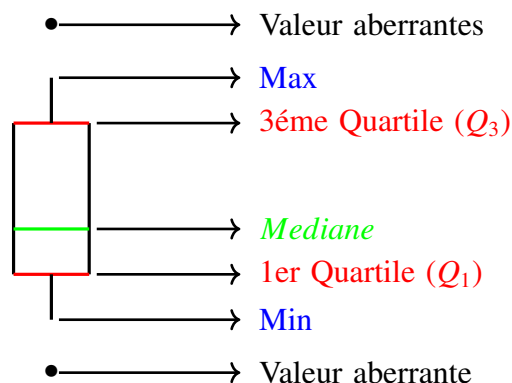 Valeur aberrantes
Max
3éme Quartile (Q₃)
Mediane
1er Quartile (Q₁)
Min
Valeur aberrante